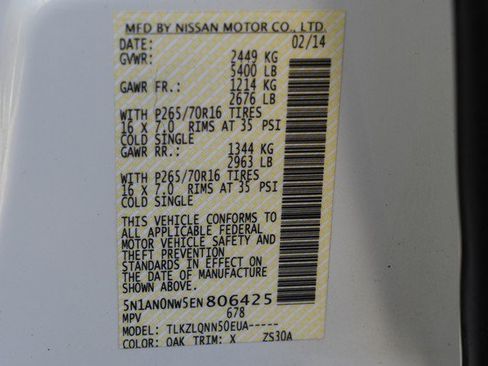 MFD BY NISSAN MOTOR CO., LTD.
DATE: 02/14
GVWR: 2449 KG
5400 LB
GAWR FR.: 1214 KG
2676 LB
WITH P265/70R16 TIRES
16 X 7.0 RIMS AT 35 PSI
COLD SINGLE
GAWR RR.: 1344 KG
2963 LB
WITH P265/70R16 TIRES
16 X 7.0 RIMS AT 35 PSI
COLD SINGLE
THIS VEHICLE CONFORMS TO
ALL APPLICABLE FEDERAL
MOTOR VEHICLE SAFETY AND
THEFT PREVENTION
STANDARDS IN EFFECT ON
THE DATE OF MANUFACTURE
SHOWN ABOVE.
5N1AN0NW5EN806425
MPV 678
MODEL: TLKZLQNN50EUA-----
COLOR: QAK TRIM: X ZS30A